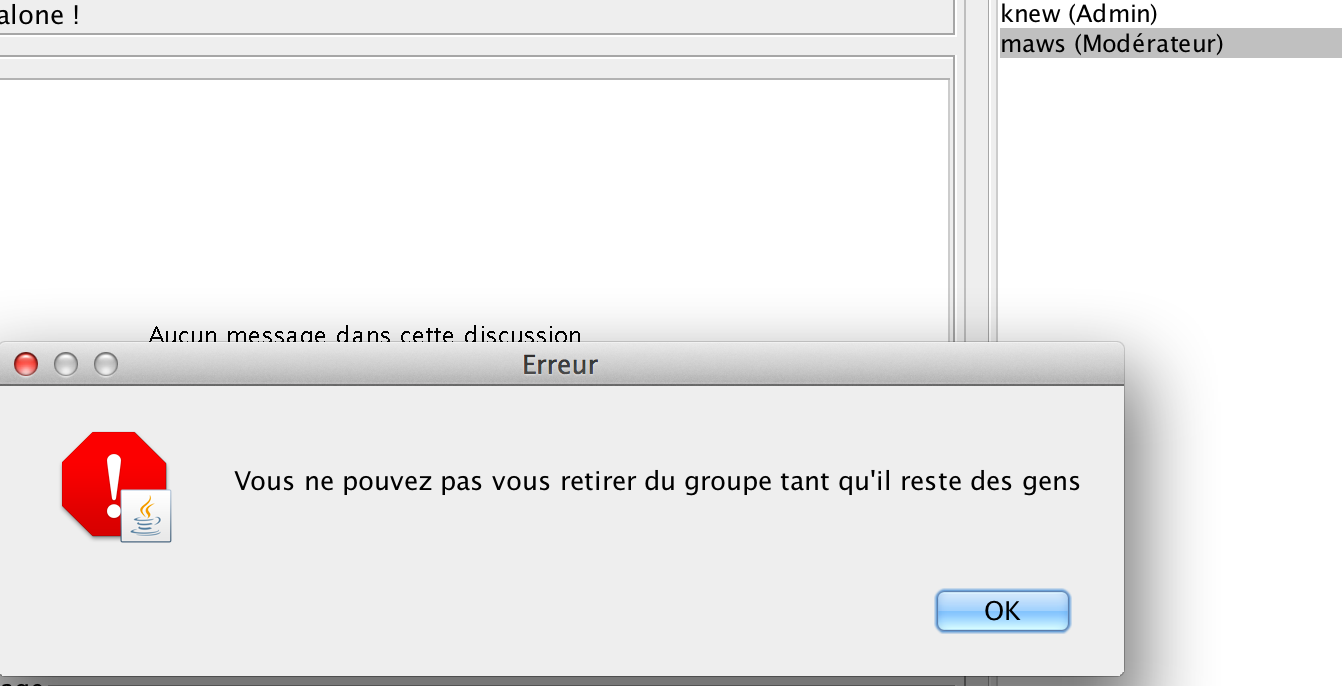 alone !
knew (Admin)
maws (Modérateur)
Aucun message dans cette discussion
Erreur
Vous ne pouvez pas vous retirer du groupe tant qu'il reste des gens
OK